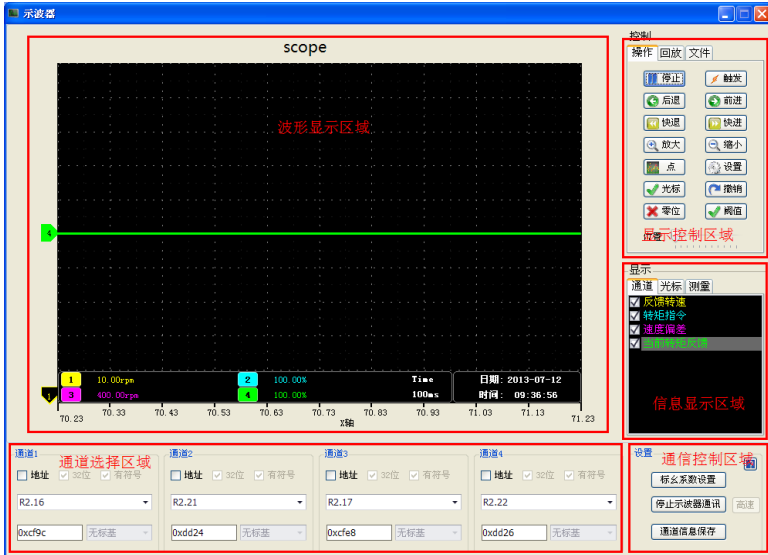 示波器
scope
波形显示区域
4
1 10.00rpm 2 100.00% Time 日期: 2013-07-12
3 400.00rpm 4 100.00% 100ms 时间: 09:36:56
1
70.23 70.33 70.43 70.53 70.63 70.73 70.83 70.93 71.03 71.13 71.23
X轴
控制
操作 回放 文件
停止 触发
后退 前进
快退 快进
放大 缩小
点 设置
光标 撤销
零位 阈值
显示控制区域
显示
通道 光标 测量
反馈转速
转矩指令
速度偏差
当前转矩反馈
信息显示区域
通道1 通道2 通道3 通道4
通道选择区域
地址 32位 有符号 地址 32位 有符号 地址 32位 有符号 地址 32位 有符号
R2.16 R2.21 R2.17 R2.22
0xcf9c 无标基 0xdd24 无标基 0xcfe8 无标基 0xdd26 无标基
设置
通信控制区域
?
标幺系数设置
停止示波器通讯 高速
通道信息保存